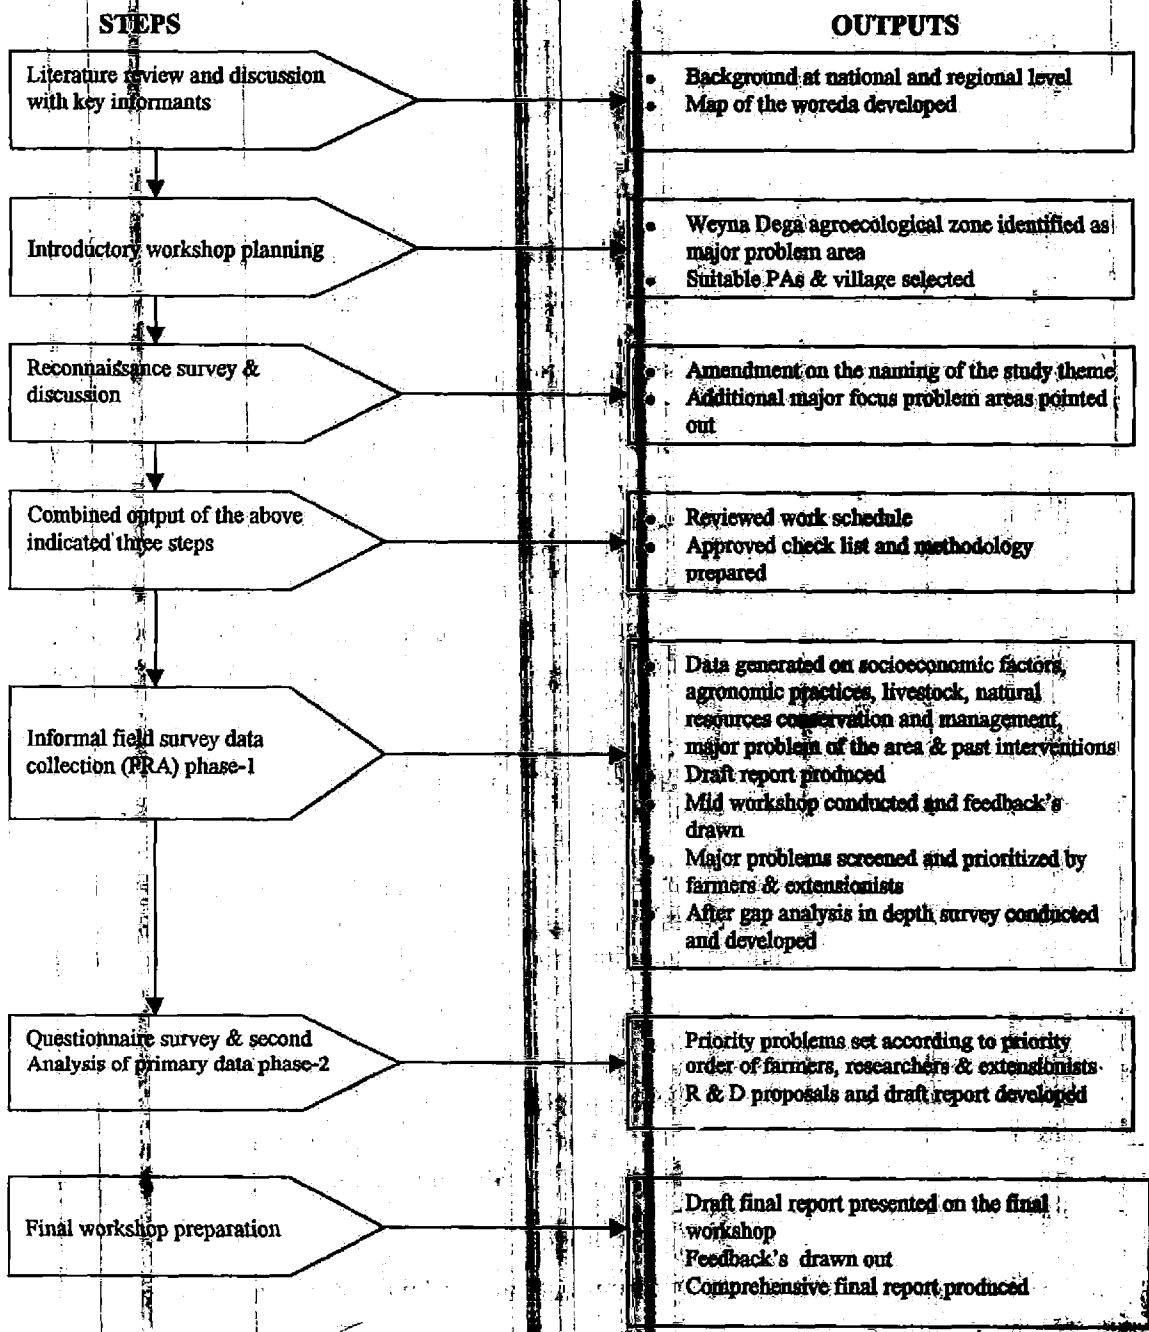 STEPS
OUTPUTS
Literature review and discussion
with key informants
• Background at national and regional level
• Map of the woreda developed
Introductory workshop planning
• Weyna Dega agroecological zone identified as
major problem area
• Suitable PAs & village selected
Reconnaissance survey &
discussion
• Amendment on the naming of the study theme
• Additional major focus problem areas pointed
out
Combined output of the above
indicated three steps
• Reviewed work schedule
• Approved check list and methodology
prepared
Informal field survey data
collection (PRA) phase-1
• Data generated on socioeconomic factors,
agronomic practices, livestock, natural
resources conservation and management,
major problem of the area & past interventions
• Draft report produced
• Mid workshop conducted and feedback's
drawn
• Major problems screened and prioritized by
farmers & extensionists
• After gap analysis in depth survey conducted
and developed
Questionnaire survey & second
Analysis of primary data phase-2
Priority problems set according to priority
order of farmers, researchers & extensionists
R & D proposals and draft report developed
Final workshop preparation
Draft final report presented on the final
workshop
Feedback's drawn out
Comprehensive final report produced